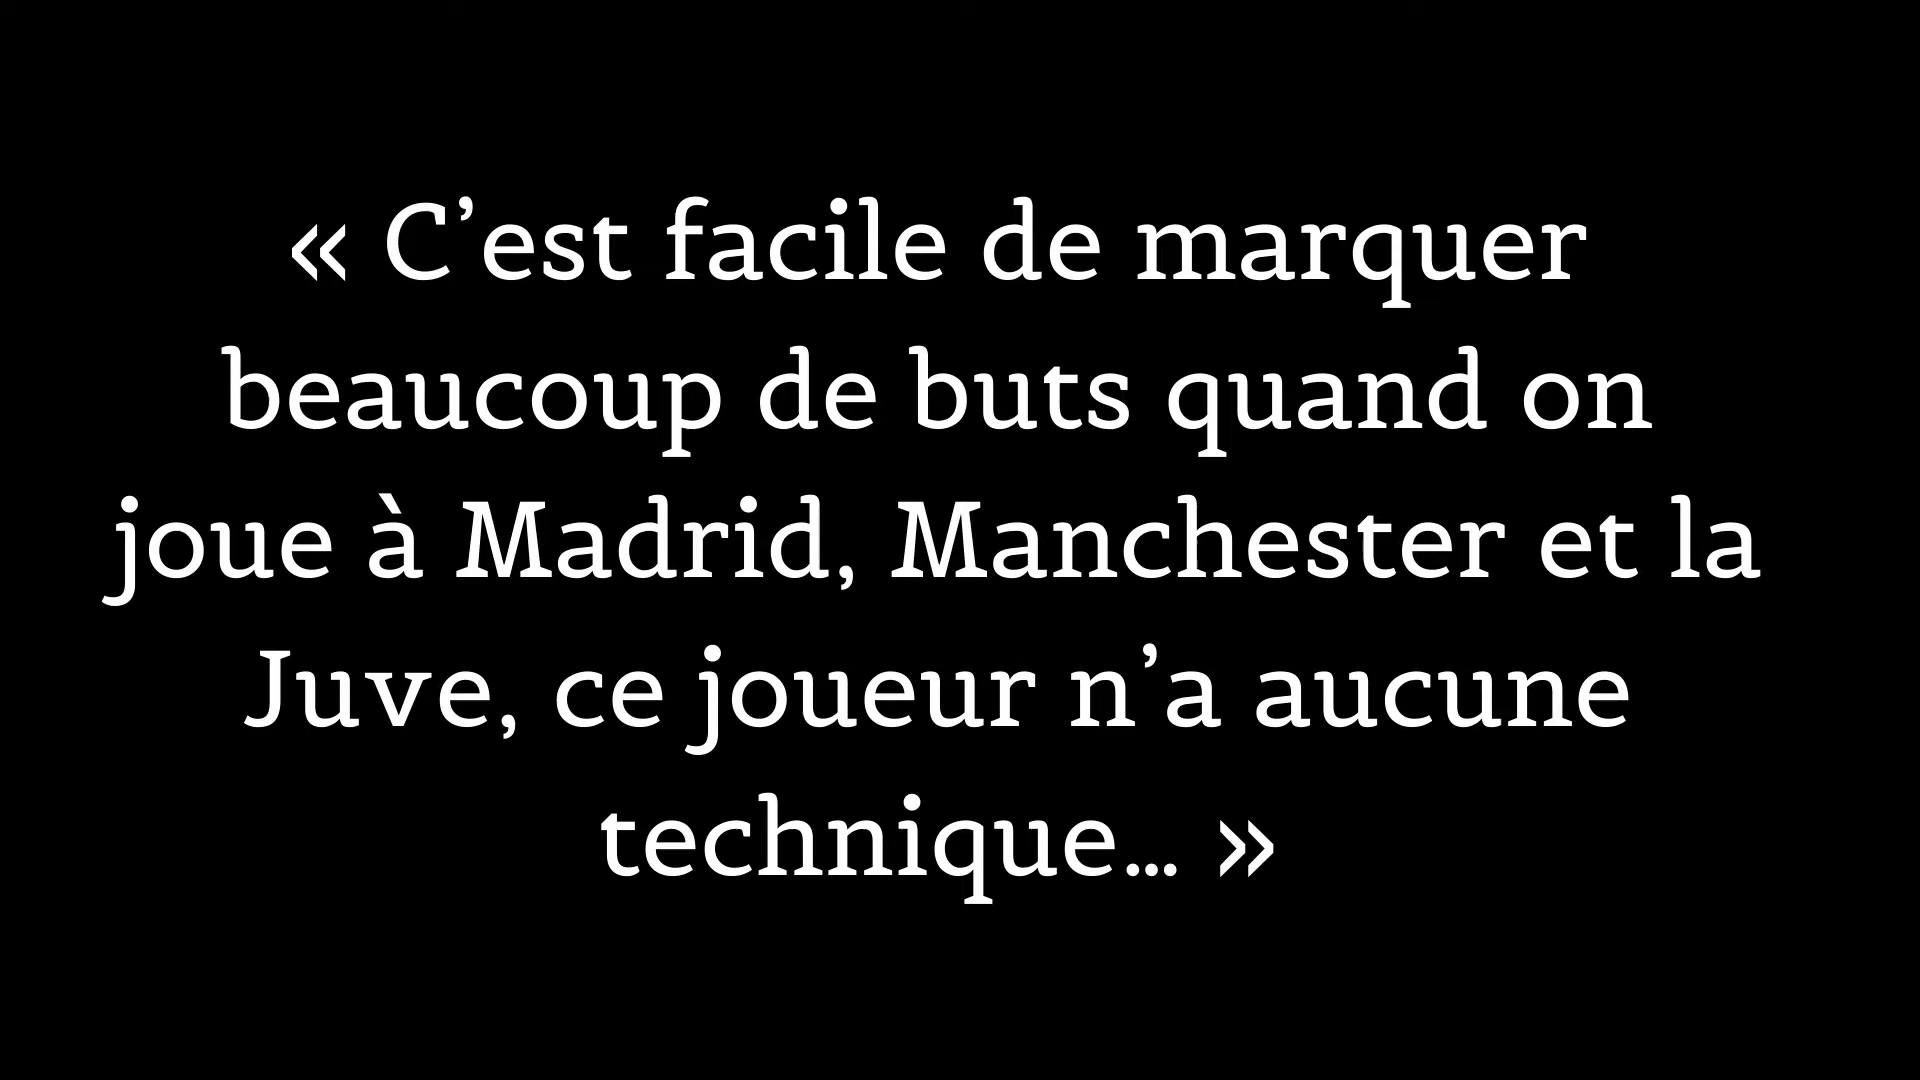 « C’est facile de marquer
beaucoup de buts quand on
joue à Madrid, Manchester et la
Juve, ce joueur n’a aucune
technique… »